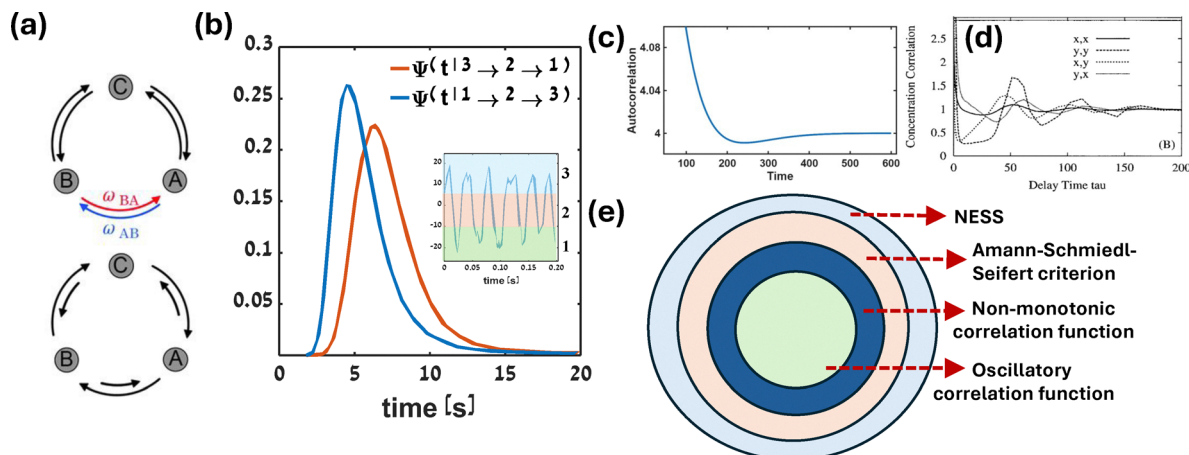 (a)
C
B
A
ω BA
ω AB
C
B
A
(b)
0.3
0.25
0.20
0.15
0.10
0.05
0
5
10
15
20
time [s]
Ψ(t|3 → 2 → 1)
Ψ(t|1 → 2 → 3)
20
10
0
-10
20
0
0.05
0.10
0.15
0.20
time [s]
3
2
1
(c)
4.08
4.04
4
Autocorrelation
100
200
300
400
500
600
Time
(d)
Concentration Correlation
2.5
2
1.5
1
0.5
0
x,x
y,y
x,y
y,x
(B)
0
50
100
150
200
Delay Time tau
(e)
NESS
Amann-Schmiedl-
Seifert criterion
Non-monotonic
correlation function
Oscillatory
correlation function